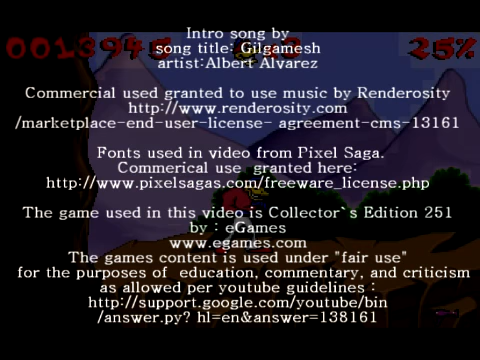 Intro song by
0013945 2 25%
song title: Gilgamesh
artist:Albert Alvarez
Commercial used granted to use music by Renderosity
http://www.renderosity.com
/marketplace-end-user-license- agreement-cms-13161
Fonts used in video from Pixel Saga.
Commerical use granted here:
http://www.pixelsagas.com/freeware_license.php
The game used in this video is Collector`s Edition 251
by : eGames
www.egames.com
The games content is used under "fair use"
for the purposes of education, commentary, and criticism
as allowed per youtube guidelines :
http://support.google.com/youtube/bin
/answer.py? hl=en&answer=138161